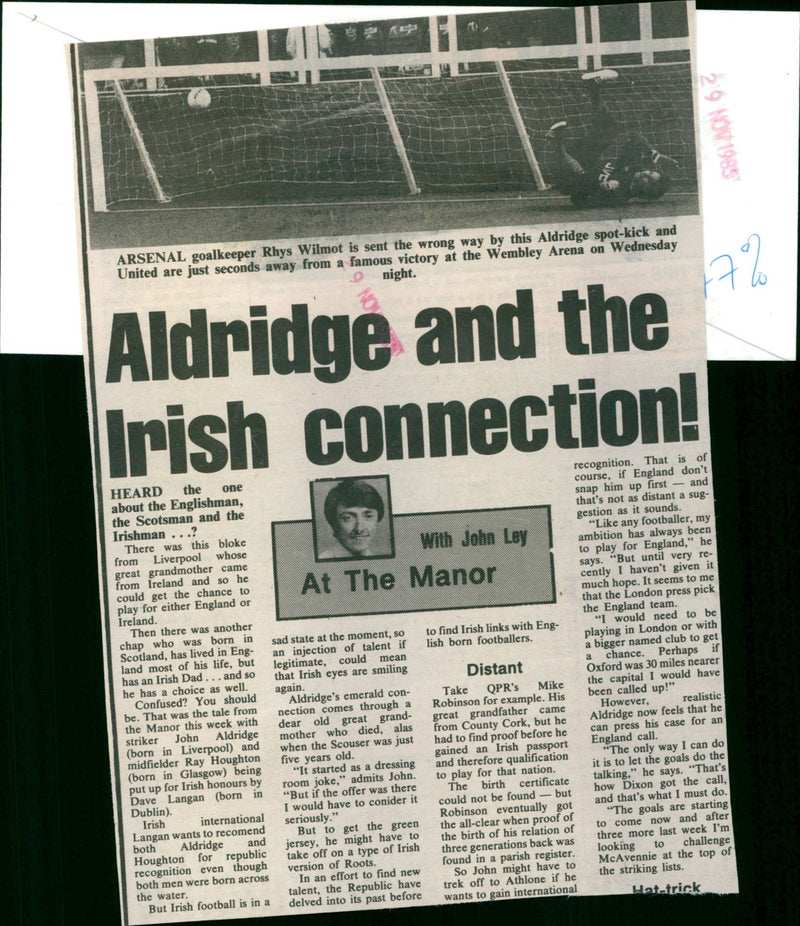 29 NOV 1985
+7%
ARSENAL goalkeeper Rhys Wilmot is sent the wrong way by this Aldridge spot-kick and
United are just seconds away from a famous victory at the Wembley Arena on Wednesday
night.
Aldridge and the
Irish connection!
With John Ley
At The Manor
HEARD the one
about the Englishman,
the Scotsman and the
Irishman . . .?
There was this bloke
from Liverpool whose
great grandmother came
from Ireland and so he
could get the chance to
play for either England or
Ireland.
Then there was another
chap who was born in
Scotland, has lived in Eng-
land most of his life, but
has an Irish Dad . . . and so
he has a choice as well.
Confused? You should
be. That was the tale from
the Manor this week with
striker John Aldridge
(born in Liverpool) and
midfielder Ray Houghton
(born in Glasgow) being
put up for Irish honours by
Dave Langan (born in
Dublin).
Irish international
Langan wants to recomend
both Aldridge and
Houghton for republic
recognition even though
both men were born across
the water.
But Irish football is in a
sad state at the moment, so
an injection of talent if
legitimate, could mean
that Irish eyes are smiling
again.
Aldridge's emerald con-
nection comes through a
dear old great grand-
mother who died, alas
when the Scouser was just
five years old.
"It started as a dressing
room joke," admits John.
"But if the offer was there
I would have to conider it
seriously."
But to get the green
jersey, he might have to
take off on a type of Irish
version of Roots.
In an effort to find new
talent, the Republic have
delved into its past before
to find Irish links with Eng-
lish born footballers.
Distant
Take QPR's Mike
Robinson for example. His
great grandfather came
from County Cork, but he
had to find proof before he
gained an Irish passport
and therefore qualification
to play for that nation.
The birth certificate
could not be found — but
Robinson eventually got
the all-clear when proof of
the birth of his relation of
three generations back was
found in a parish register.
So John might have to
trek off to Athlone if he
wants to gain international
recognition. That is of
course, if England don't
snap him up first — and
that's not as distant a sug-
gestion as it sounds.
"Like any footballer, my
ambition has always been
to play for England," he
says. "But until very re-
cently I haven't given it
much hope. It seems to me
that the London press pick
the England team.
"I would need to be
playing in London or with
a bigger named club to get
a chance. Perhaps if
Oxford was 30 miles nearer
the capital I would have
been called up!"
However, realistic
Aldridge now feels that he
can press his case for an
England call.
"The only way I can do
it is to let the goals do the
talking," he says. "That's
how Dixon got the call,
and that's what I must do.
"The goals are starting
to come now and after
three more last week I'm
looking to challenge
McAvennie at the top of
the striking lists.
Hat-trick